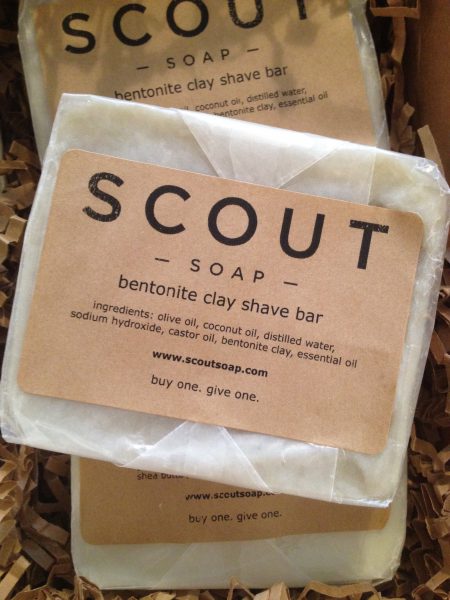 SCOUT
— SOAP —
bentonite clay shave bar
oil, coconut oil, distilled water,
bentonite clay, essential oil
SCOUT
— SOAP —
bentonite clay shave bar
ingredients: olive oil, coconut oil, distilled water,
sodium hydroxide, castor oil, bentonite clay, essential oil
www.scoutsoap.com
buy one. give one.
shea butter
www.scoutsoap.com
buy one. give one.